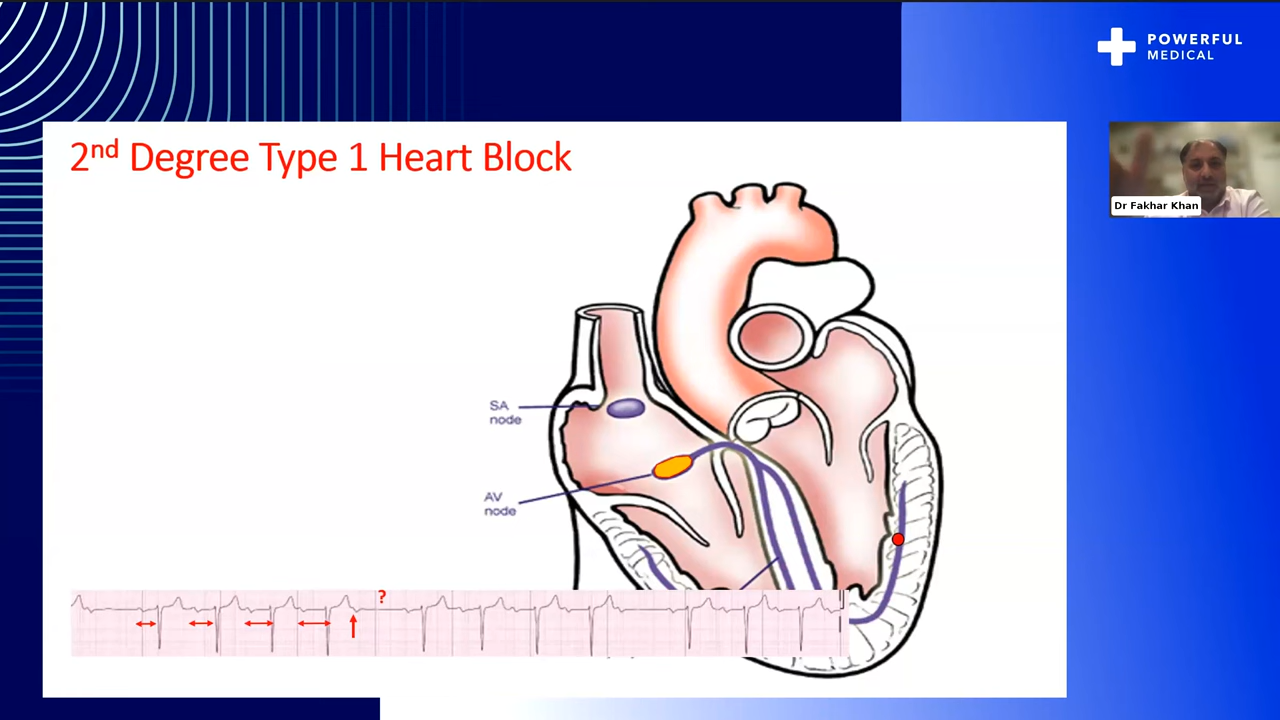 POWERFUL
MEDICAL
2nd Degree Type 1 Heart Block
Dr Fakhar Khan
SA
node
AV
node
?